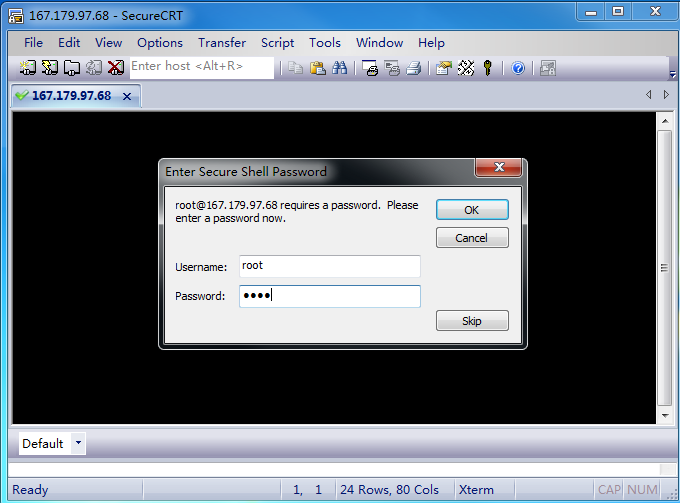 167.179.97.68 - SecureCRT
File Edit View Options Transfer Script Tools Window Help
Enter host <Alt+R>
167.179.97.68
Enter Secure Shell Password
root@167.179.97.68 requires a password. Please
enter a password now.
OK
Cancel
Username: root
Password: ••••
Skip
Default
Ready 1, 1 24 Rows, 80 Cols Xterm CAP NUM